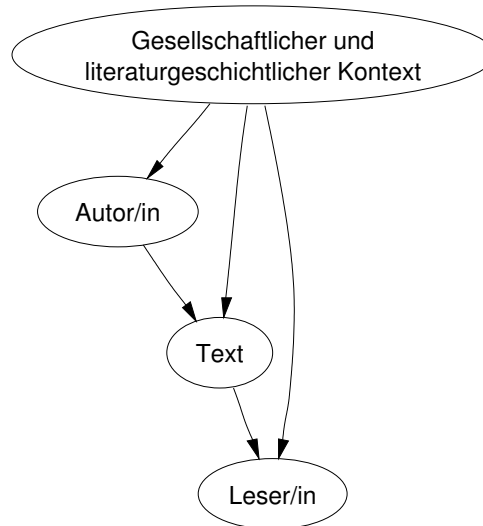 Gesellschaftlicher und
literaturgeschichtlicher Kontext
Autor/in
Text
Leser/in